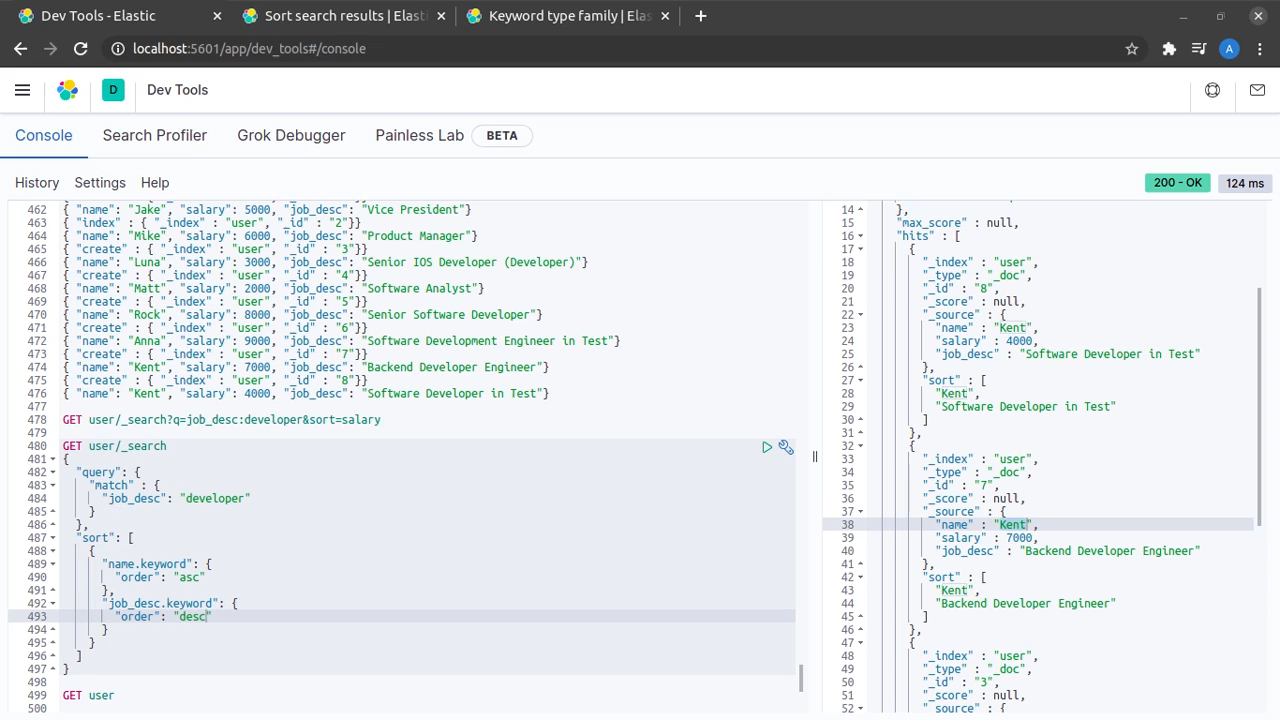 Dev Tools - Elastic
Sort search results | Elasti
Keyword type family | Elas
localhost:5601/app/dev_tools#/console
A
D
Dev Tools
Console
Search Profiler
Grok Debugger
Painless Lab
BETA
History
Settings
Help
200 - OK
124 ms
462 { "name": "Jake", "salary": 5000, "job_desc": "Vice President"}
463 {"index" : { "_index" : "user", "_id" : "2"}}
464 { "name": "Mike", "salary": 6000, "job_desc": "Product Manager"}
465 {"create" : { "_index" : "user", "_id" : "3"}}
466 { "name": "Luna", "salary": 3000, "job_desc": "Senior IOS Developer (Developer)"}
467 {"create" : { "_index" : "user", "_id" : "4"}}
468 { "name": "Matt", "salary": 2000, "job_desc": "Software Analyst"}
469 {"create" : { "_index" : "user", "_id" : "5"}}
470 { "name": "Rock", "salary": 8000, "job_desc": "Senior Software Developer"}
471 {"create" : { "_index" : "user", "_id" : "6"}}
472 { "name": "Anna", "salary": 9000, "job_desc": "Software Development Engineer in Test"}
473 {"create" : { "_index" : "user", "_id" : "7"}}
474 { "name": "Kent", "salary": 7000, "job_desc": "Backend Developer Engineer"}
475 {"create" : { "_index" : "user", "_id" : "8"}}
476 { "name": "Kent", "salary": 4000, "job_desc": "Software Developer in Test"}
477
478 GET user/_search?q=job_desc:developer&sort=salary
479
480 GET user/_search
481 {
482 "query": {
483 "match" : {
484 "job_desc": "developer"
485 }
486 },
487 "sort": [
488 {
489 "name.keyword": {
490 "order": "asc"
491 },
492 "job_desc.keyword": {
493 "order": "desc"
494 }
495 }
496 ]
497 }
498
499 GET user
500
14 },
15 "max_score" : null,
16 "hits" : [
17 {
18 "_index" : "user",
19 "_type" : "_doc",
20 "_id" : "8",
21 "_score" : null,
22 "_source" : {
23 "name" : "Kent",
24 "salary" : 4000,
25 "job_desc" : "Software Developer in Test"
26 },
27 "sort" : [
28 "Kent",
29 "Software Developer in Test"
30 ]
31 },
32 {
33 "_index" : "user",
34 "_type" : "_doc",
35 "_id" : "7",
36 "_score" : null,
37 "_source" : {
38 "name" : "Kent",
39 "salary" : 7000,
40 "job_desc" : "Backend Developer Engineer"
41 },
42 "sort" : [
43 "Kent",
44 "Backend Developer Engineer"
45 ]
46 },
47 {
48 "_index" : "user",
49 "_type" : "_doc",
50 "_id" : "3",
51 "_score" : null,
52 "_source" : {